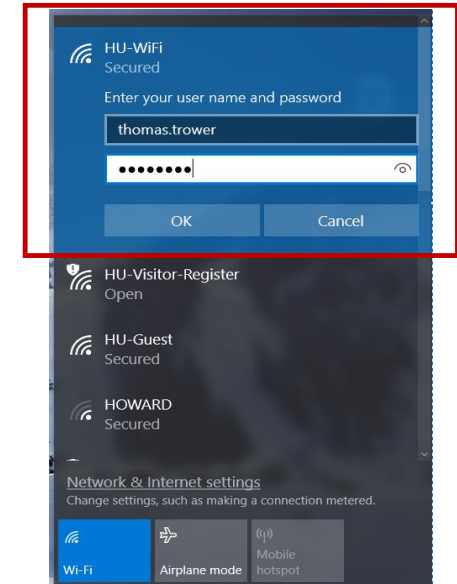 HU-WiFi
Secured
Enter your user name and password
thomas.trower
●●●●●●●●
OK Cancel
HU-Visitor-Register
Open
HU-Guest
Secured
HOWARD
Secured
Network & Internet settings
Change settings, such as making a connection metered.
Wi-Fi
Airplane mode
Mobile
hotspot